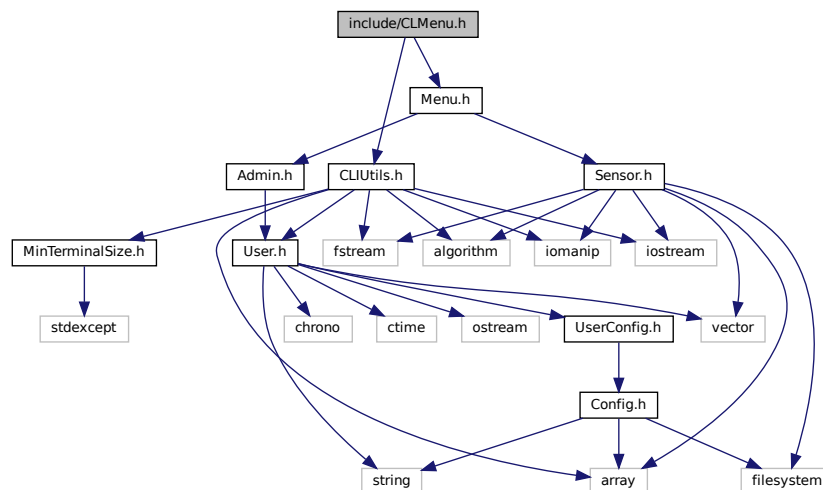 include/CLMenu.h
Menu.h
Admin.h
CLIUtils.h
Sensor.h
MinTerminalSize.h
User.h
fstream
algorithm
iomanip
iostream
stdexcept
chrono
ctime
ostream
UserConfig.h
vector
Config.h
string
array
filesystem